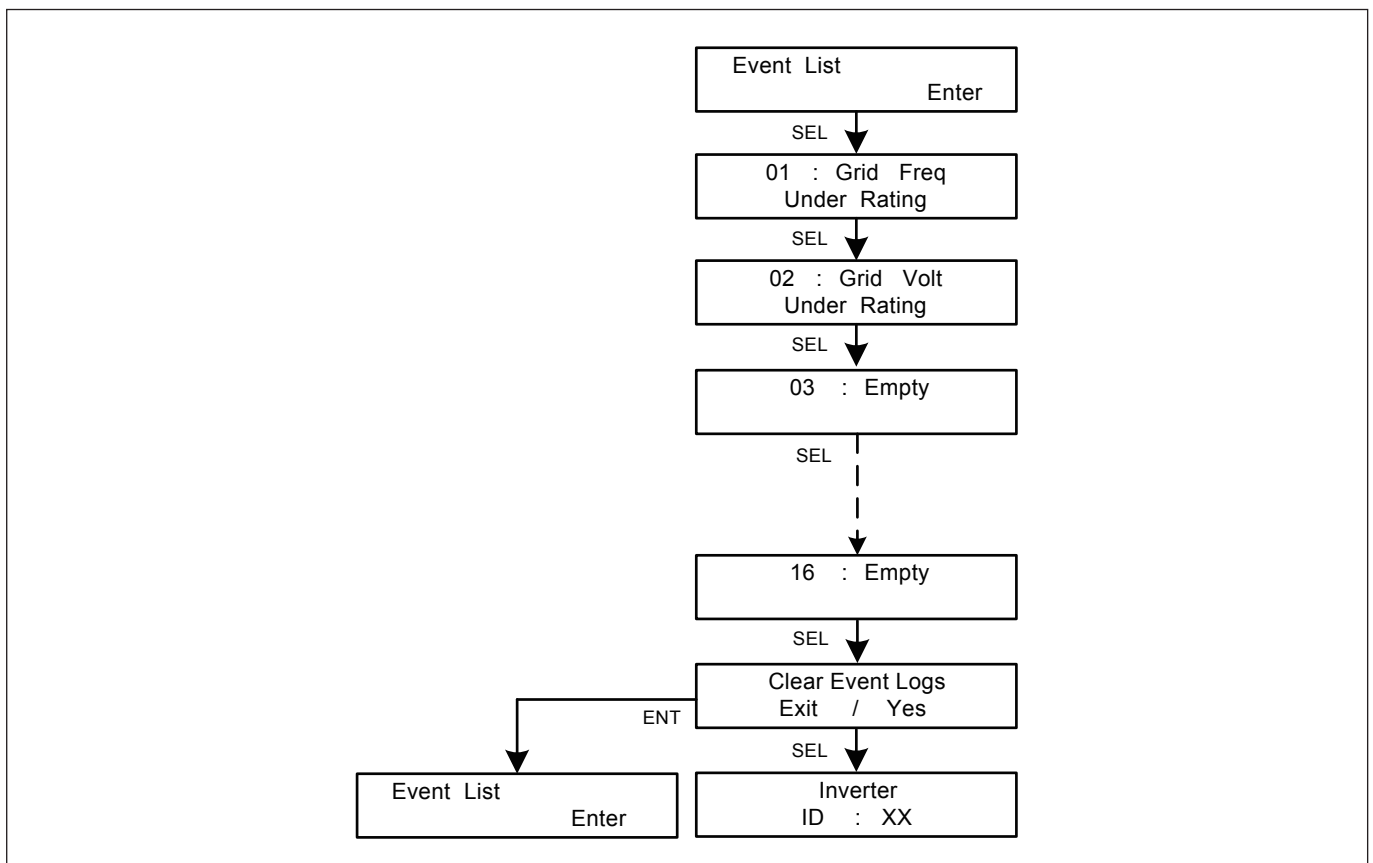 Event List
Enter
SEL
01 : Grid Freq
Under Rating
SEL
02 : Grid Volt
Under Rating
SEL
03 : Empty
SEL
16 : Empty
SEL
Clear Event Logs
Exit / Yes
ENT
SEL
Event List
Enter
Inverter
ID : XX